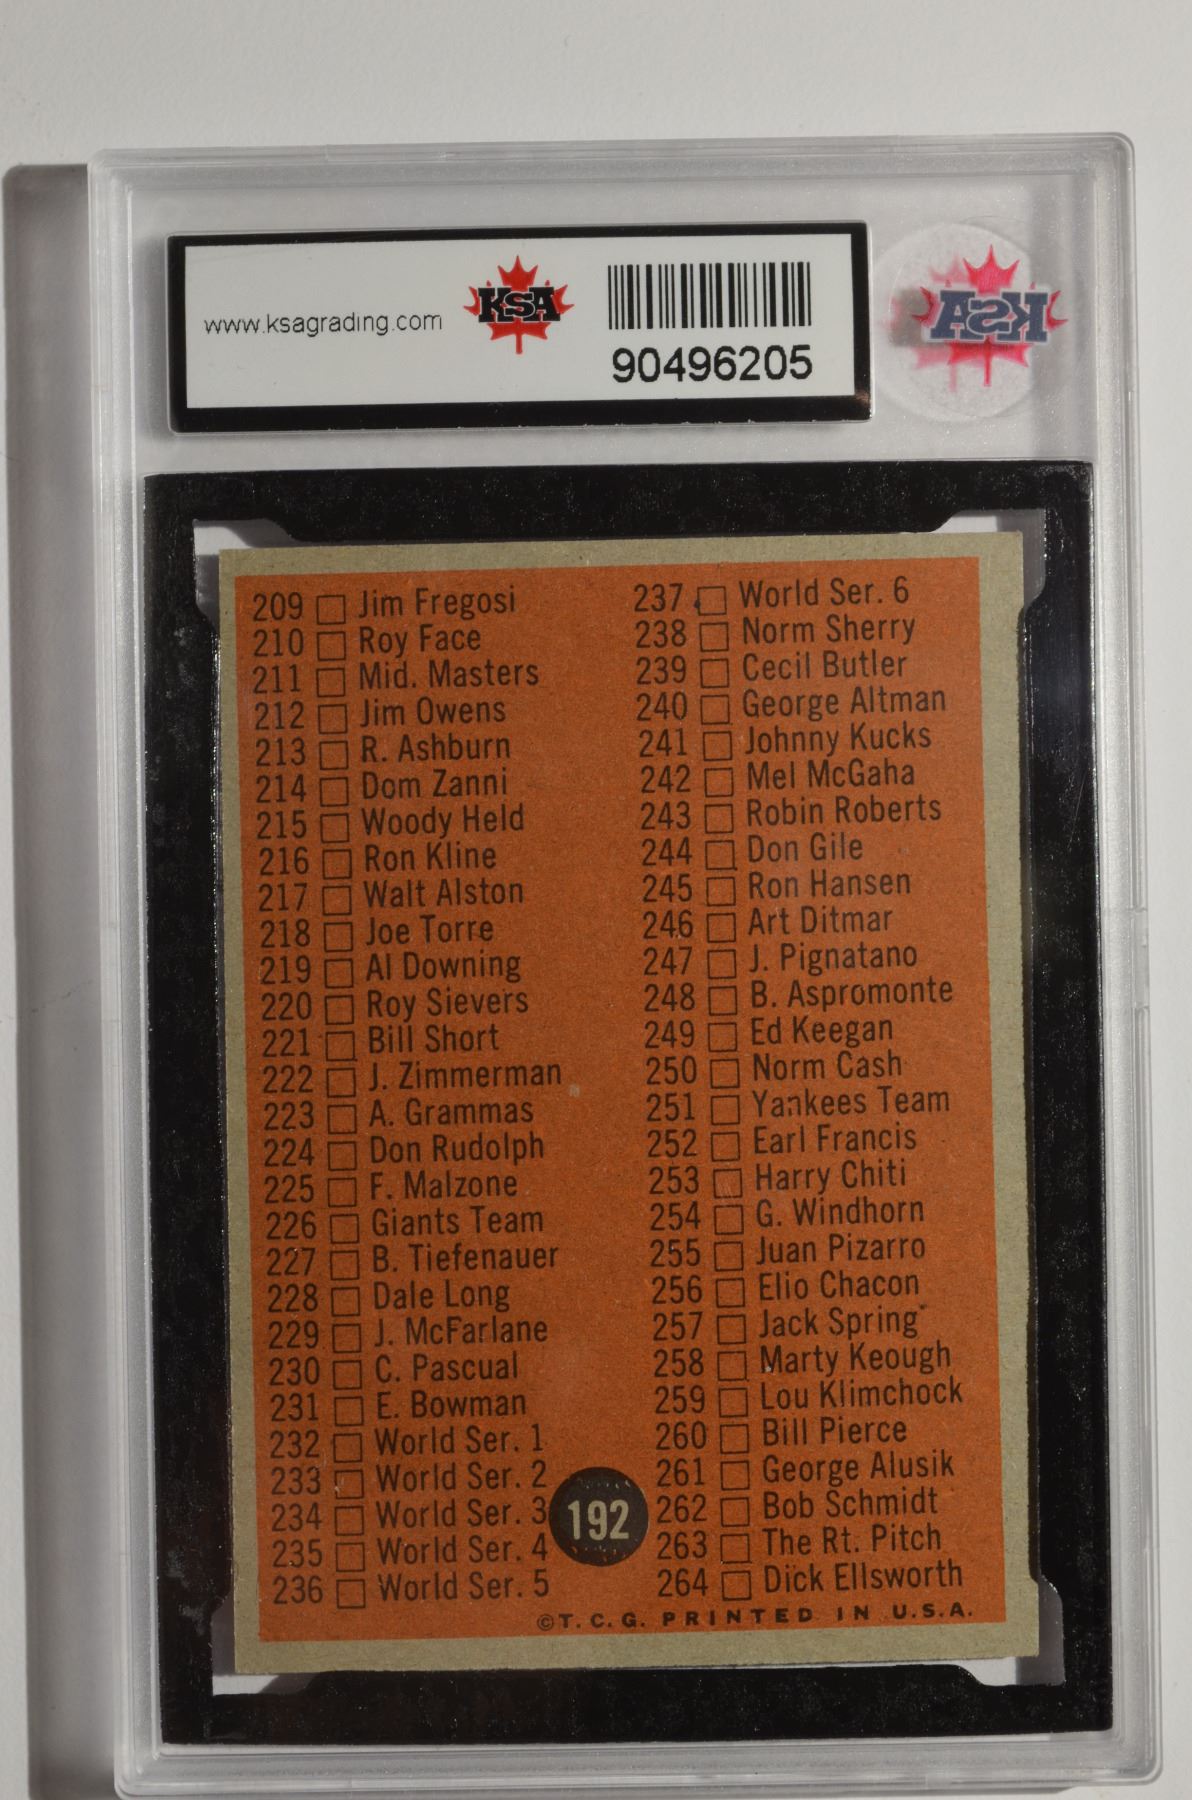 www.ksagrading.com
KSA
90496205
KSA
209 Jim Fregosi
210 Roy Face
211 Mid. Masters
212 Jim Owens
213 R. Ashburn
214 Dom Zanni
215 Woody Held
216 Ron Kline
217 Walt Alston
218 Joe Torre
219 Al Downing
220 Roy Sievers
221 Bill Short
222 J. Zimmerman
223 A. Grammas
224 Don Rudolph
225 F. Malzone
226 Giants Team
227 B. Tiefenauer
228 Dale Long
229 J. McFarlane
230 C. Pascual
231 E. Bowman
232 World Ser. 1
233 World Ser. 2
234 World Ser. 3
235 World Ser. 4
236 World Ser. 5
192
237 World Ser. 6
238 Norm Sherry
239 Cecil Butler
240 George Altman
241 Johnny Kucks
242 Mel McGaha
243 Robin Roberts
244 Don Gile
245 Ron Hansen
246 Art Ditmar
247 J. Pignatano
248 B. Aspromonte
249 Ed Keegan
250 Norm Cash
251 Yankees Team
252 Earl Francis
253 Harry Chiti
254 G. Windhorn
255 Juan Pizarro
256 Elio Chacon
257 Jack Spring
258 Marty Keough
259 Lou Klimchock
260 Bill Pierce
261 George Alusik
262 Bob Schmidt
263 The Rt. Pitch
264 Dick Ellsworth
©T.C.G. PRINTED IN U.S.A.